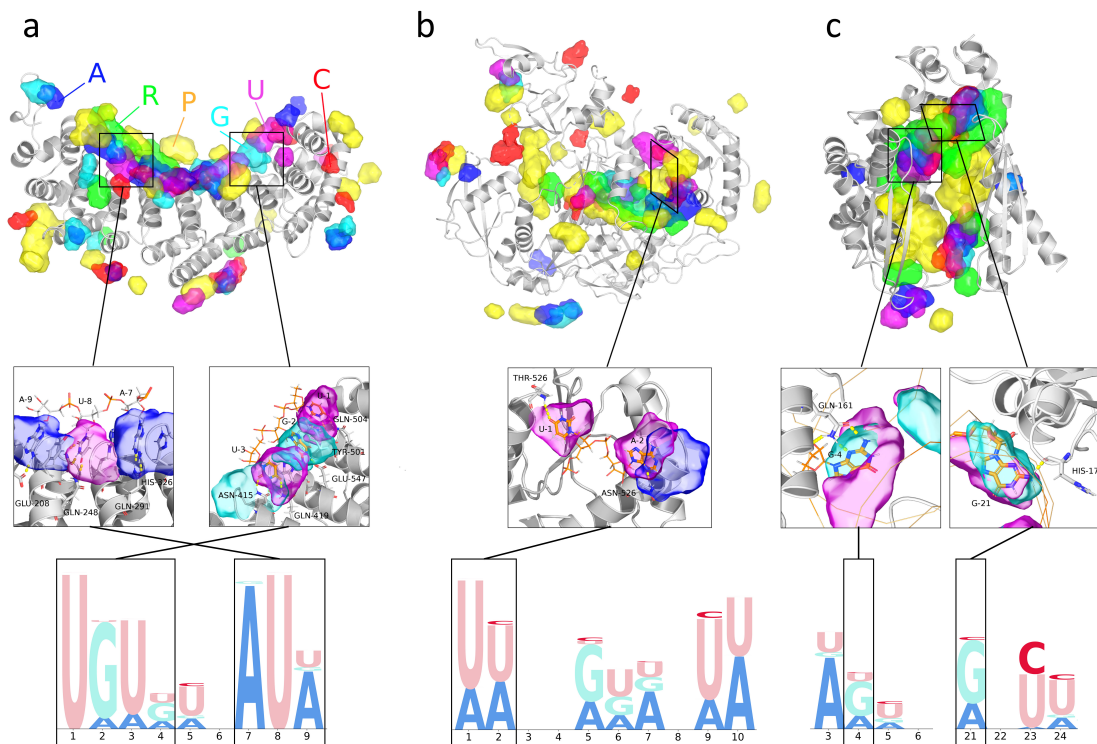 a
b
c
A
R
P
G
U
C
A-9
U-8
A-7
GLU-208
GLN-248
GLN-291
HIS-326
U-1
G-2
GLN-504
U-3
TYR-501
GLU-547
ASN-415
GLN-419
THR-526
U-1
A-2
ASN-526
GLN-161
G-4
HIS-17
G-21
U G U U G A U C A A U U A
1 2 3 4 5 6 7 8 9
U A C U A C G A U G A U G A C U A U A
1 2 3 4 5 6 7 8 9 10
U G A U G A C U
3 4 5 6
C G A C U C U A
21 22 23 24